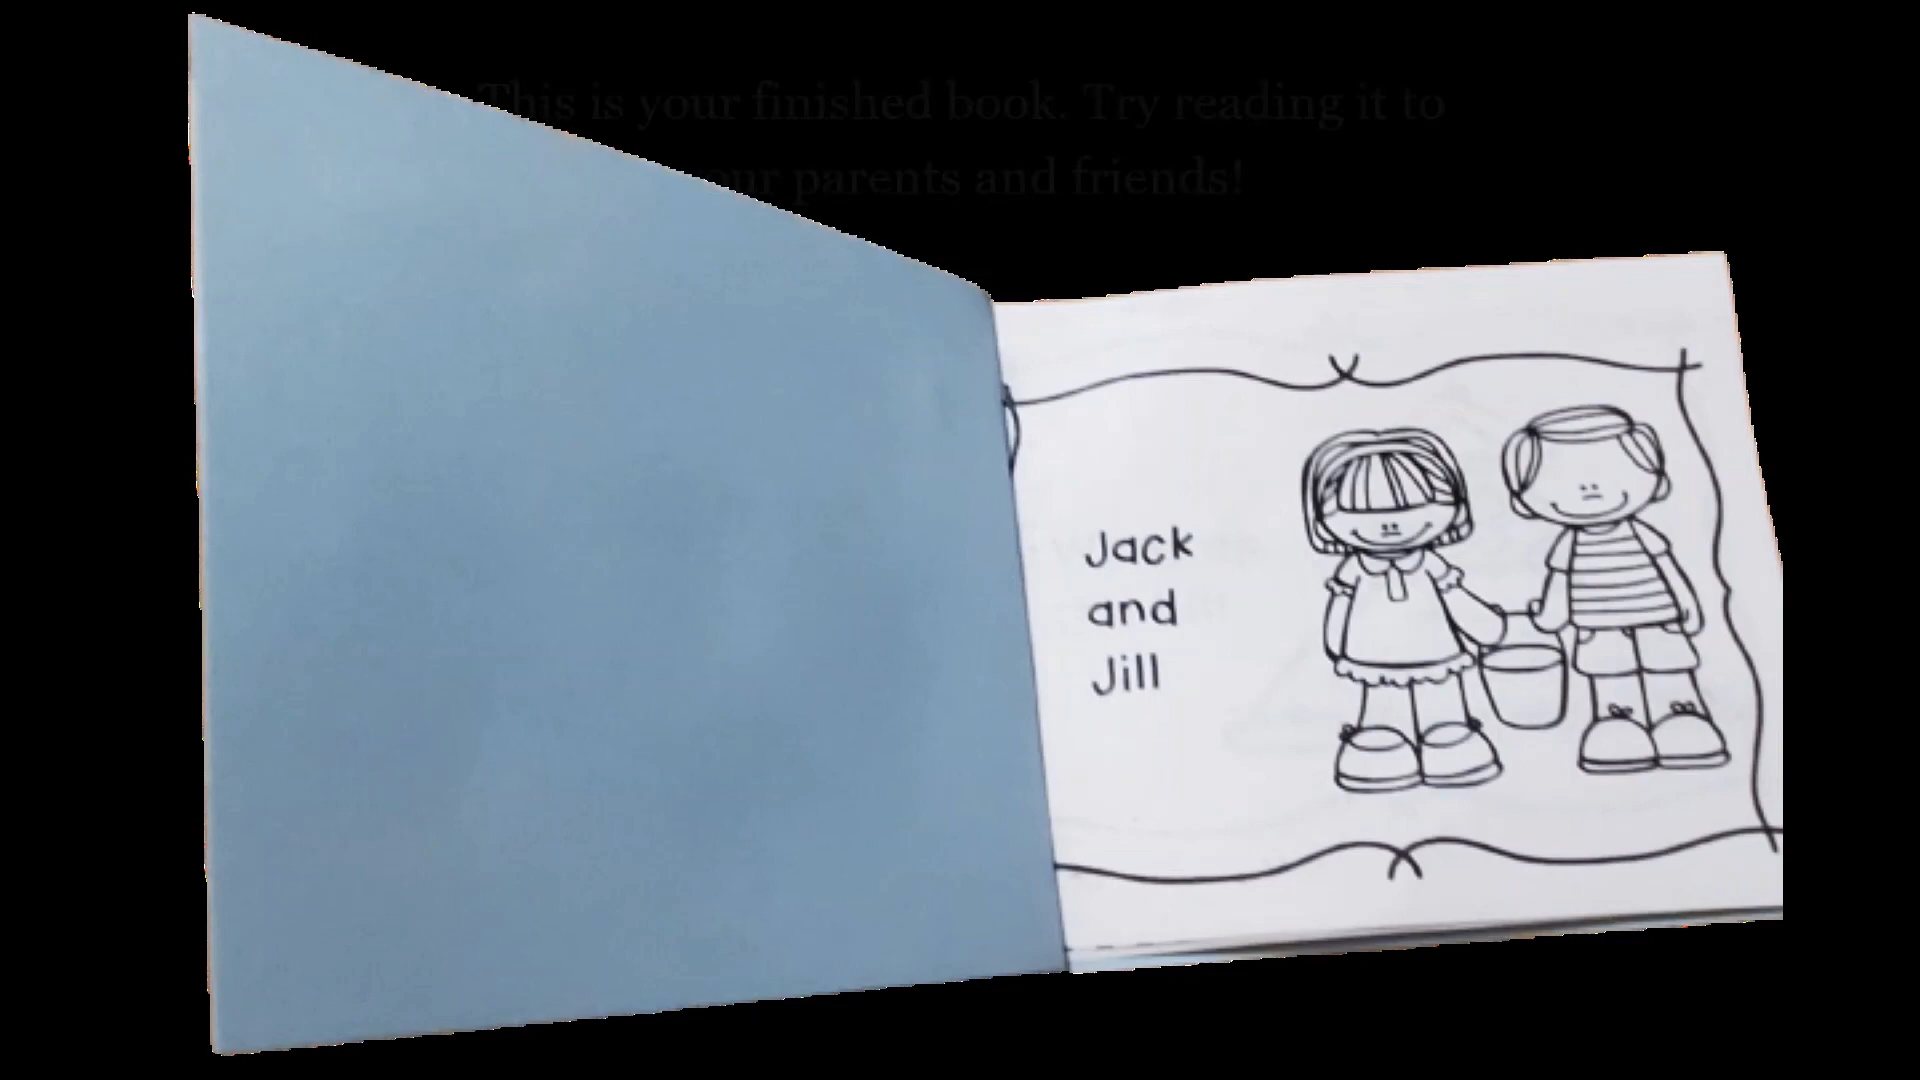 This is your finished book. Try reading it to
your parents and friends!
Jack
and
Jill